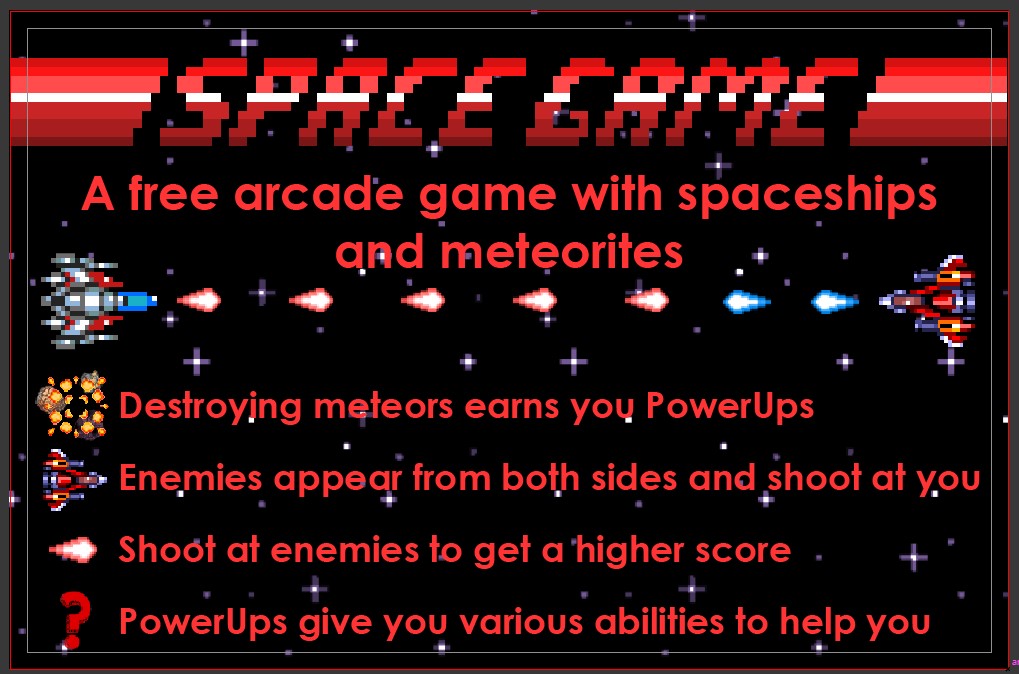 SPACE GAME
A free arcade game with spaceships
and meteorites
Destroying meteors earns you PowerUps
Enemies appear from both sides and shoot at you
Shoot at enemies to get a higher score
?
PowerUps give you various abilities to help you